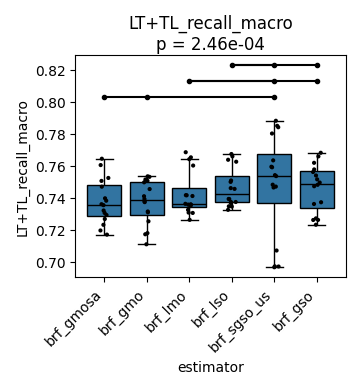 LT+TL_recall_macro
p = 2.46e-04
LT+TL_recall_macro
0.82
0.80
0.78
0.76
0.74
0.72
0.70
brf_gmosa
brf_gmo
brf_lmo
brf_lso
brf_sgso_us
brf_gso
estimator